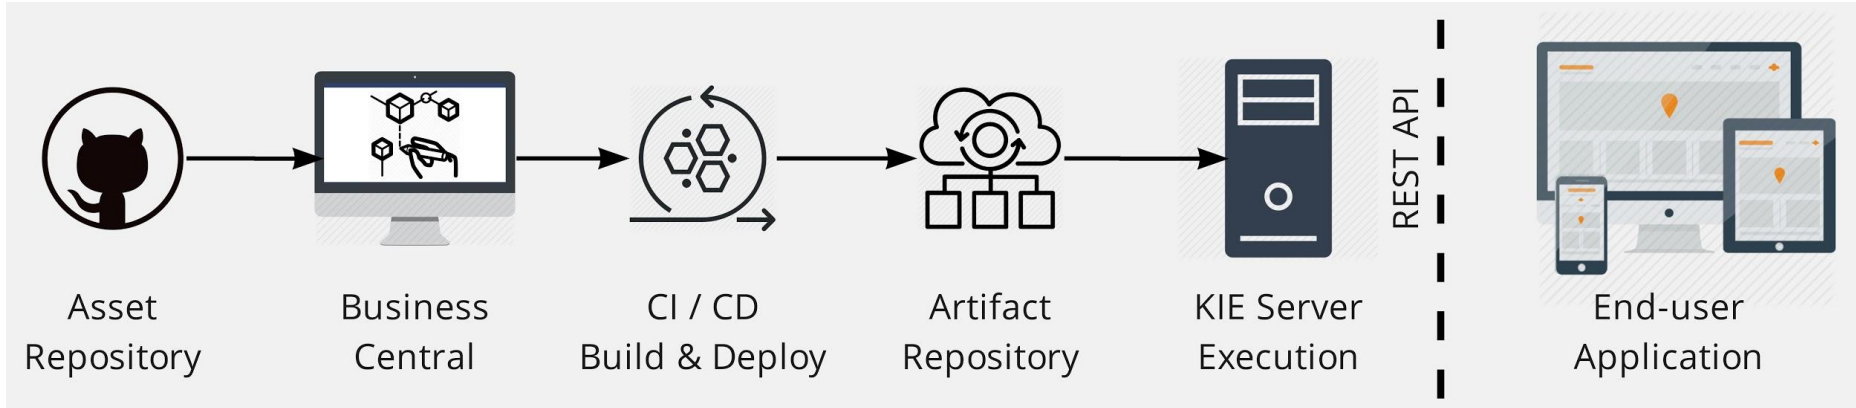 Asset
Repository
Business
Central
CI / CD
Build & Deploy
Artifact
Repository
KIE Server
Execution
REST API
End-user
Application